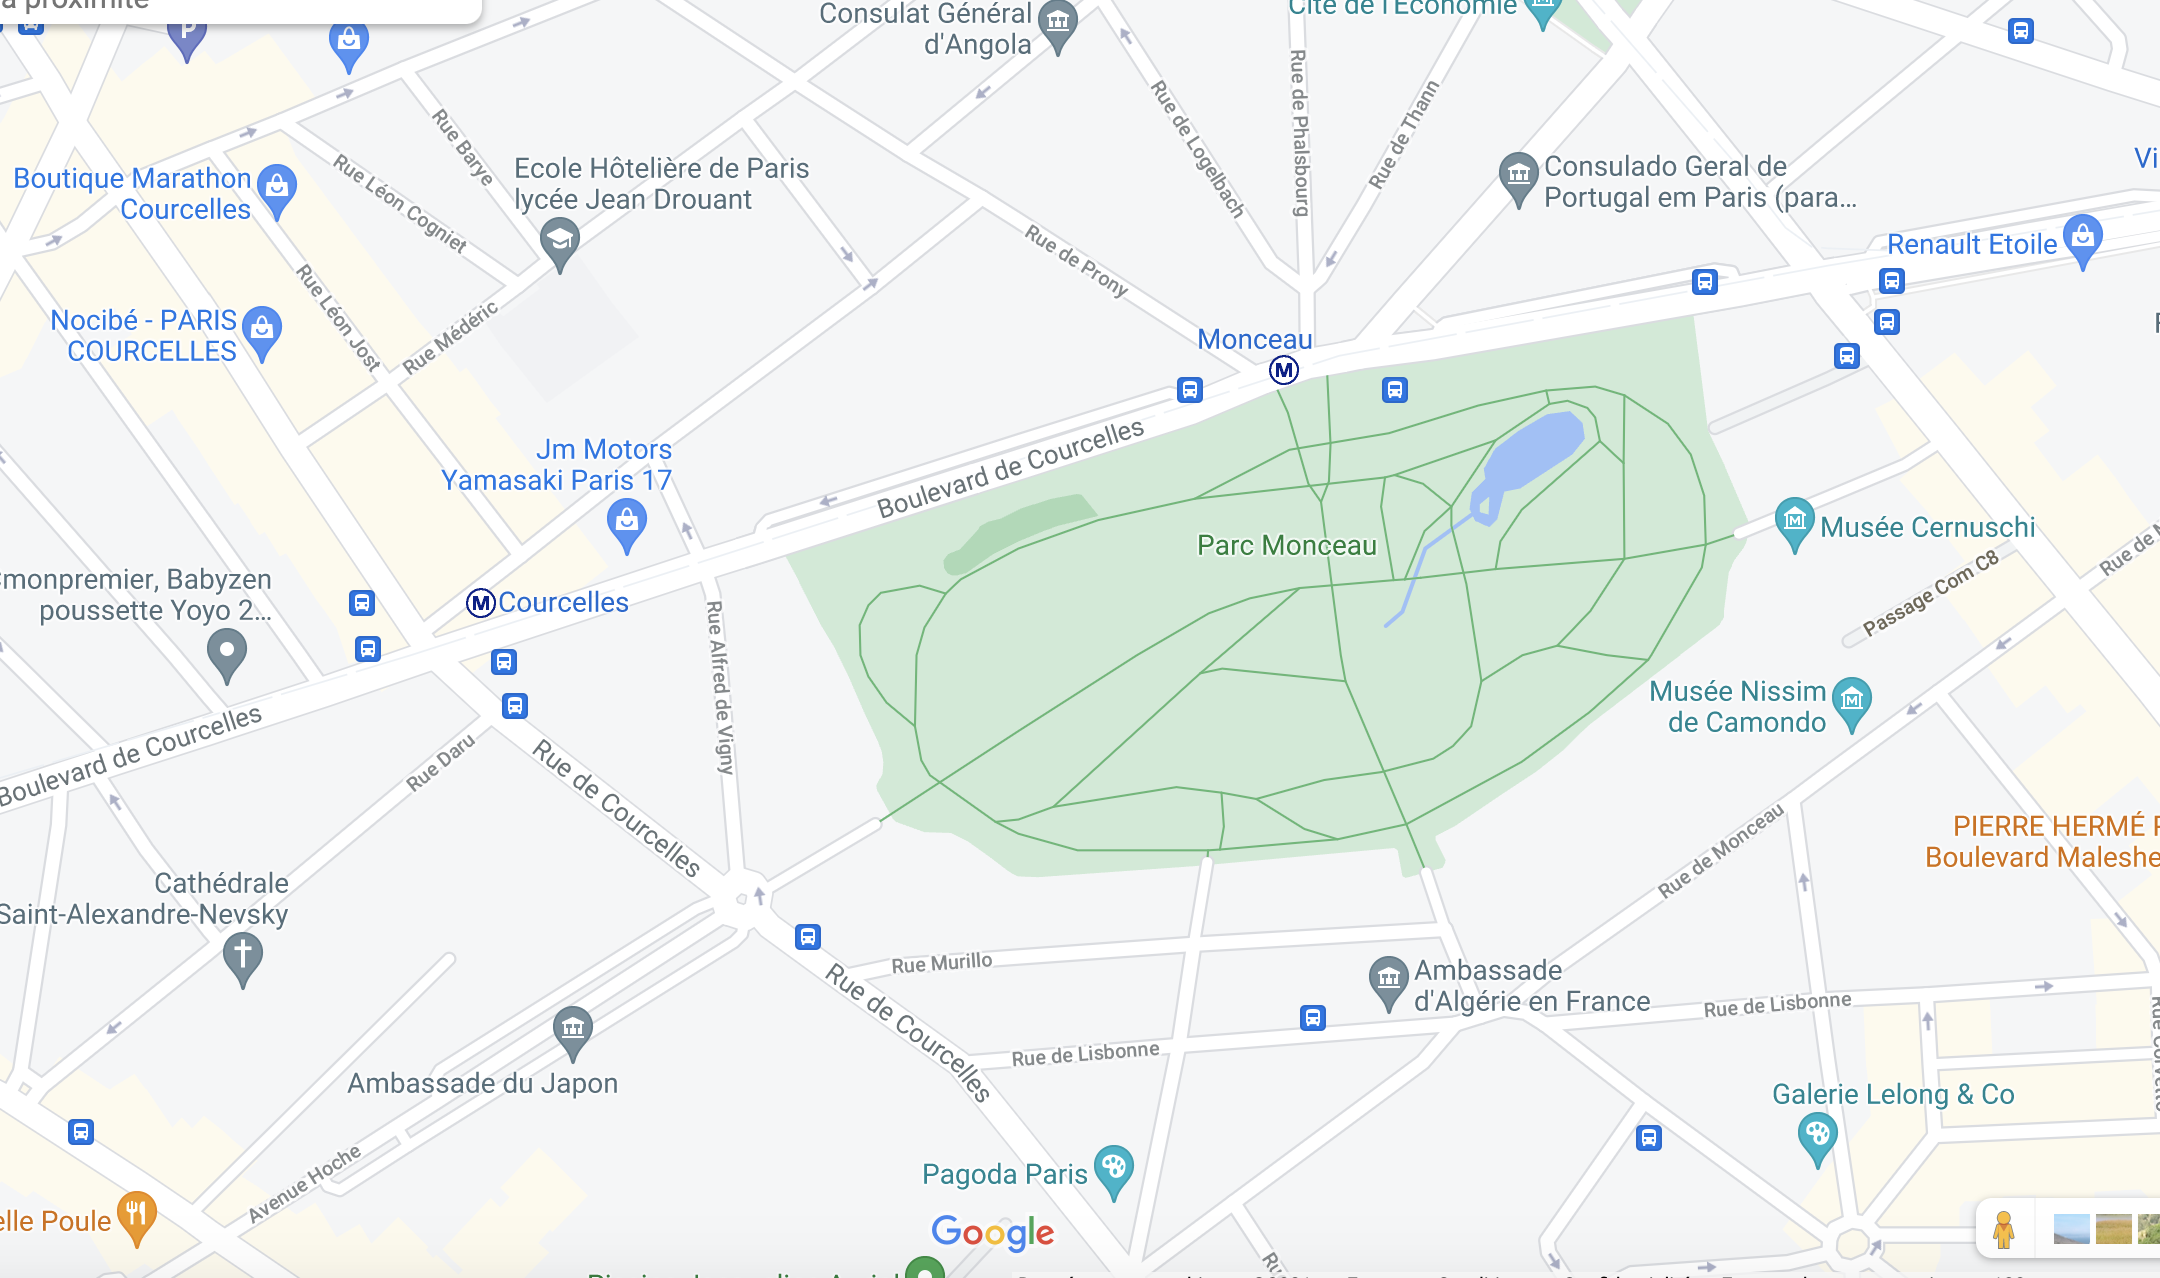 à proximité
P
Consulat Général
d'Angola
Cité de l'Économie
Rue Barye
Rue de Logelbach
Rue de Phalsbourg
Rue de Thann
Boutique Marathon
Courcelles
Rue Léon Cogniet
Ecole Hôtelière de Paris
lycée Jean Drouant
Consulado Geral de
Portugal em Paris (para...
Vi
Renault Etoile
Rue de Prony
Rue Léon Jost
Nocibé - PARIS
COURCELLES
Rue Médéric
Monceau
M
Jm Motors
Yamasaki Paris 17
Boulevard de Courcelles
Parc Monceau
Musée Cernuschi
Rue de
Passage Com C8
monpremier, Babyzen
poussette Yoyo 2...
M Courcelles
Rue Alfred de Vigny
Musée Nissim
de Camondo
Boulevard de Courcelles
Rue Daru
Rue de Courcelles
Rue de Monceau
PIERRE HERMÉ
Boulevard Maleshe
Cathédrale
Saint-Alexandre-Nevsky
Rue Murillo
Rue de Courcelles
Ambassade
d'Algérie en France
Rue de Lisbonne
Rue de Lisbonne
Ambassade du Japon
Galerie Lelong & Co
Avenue Hoche
Pagoda Paris
elle Poule
Google